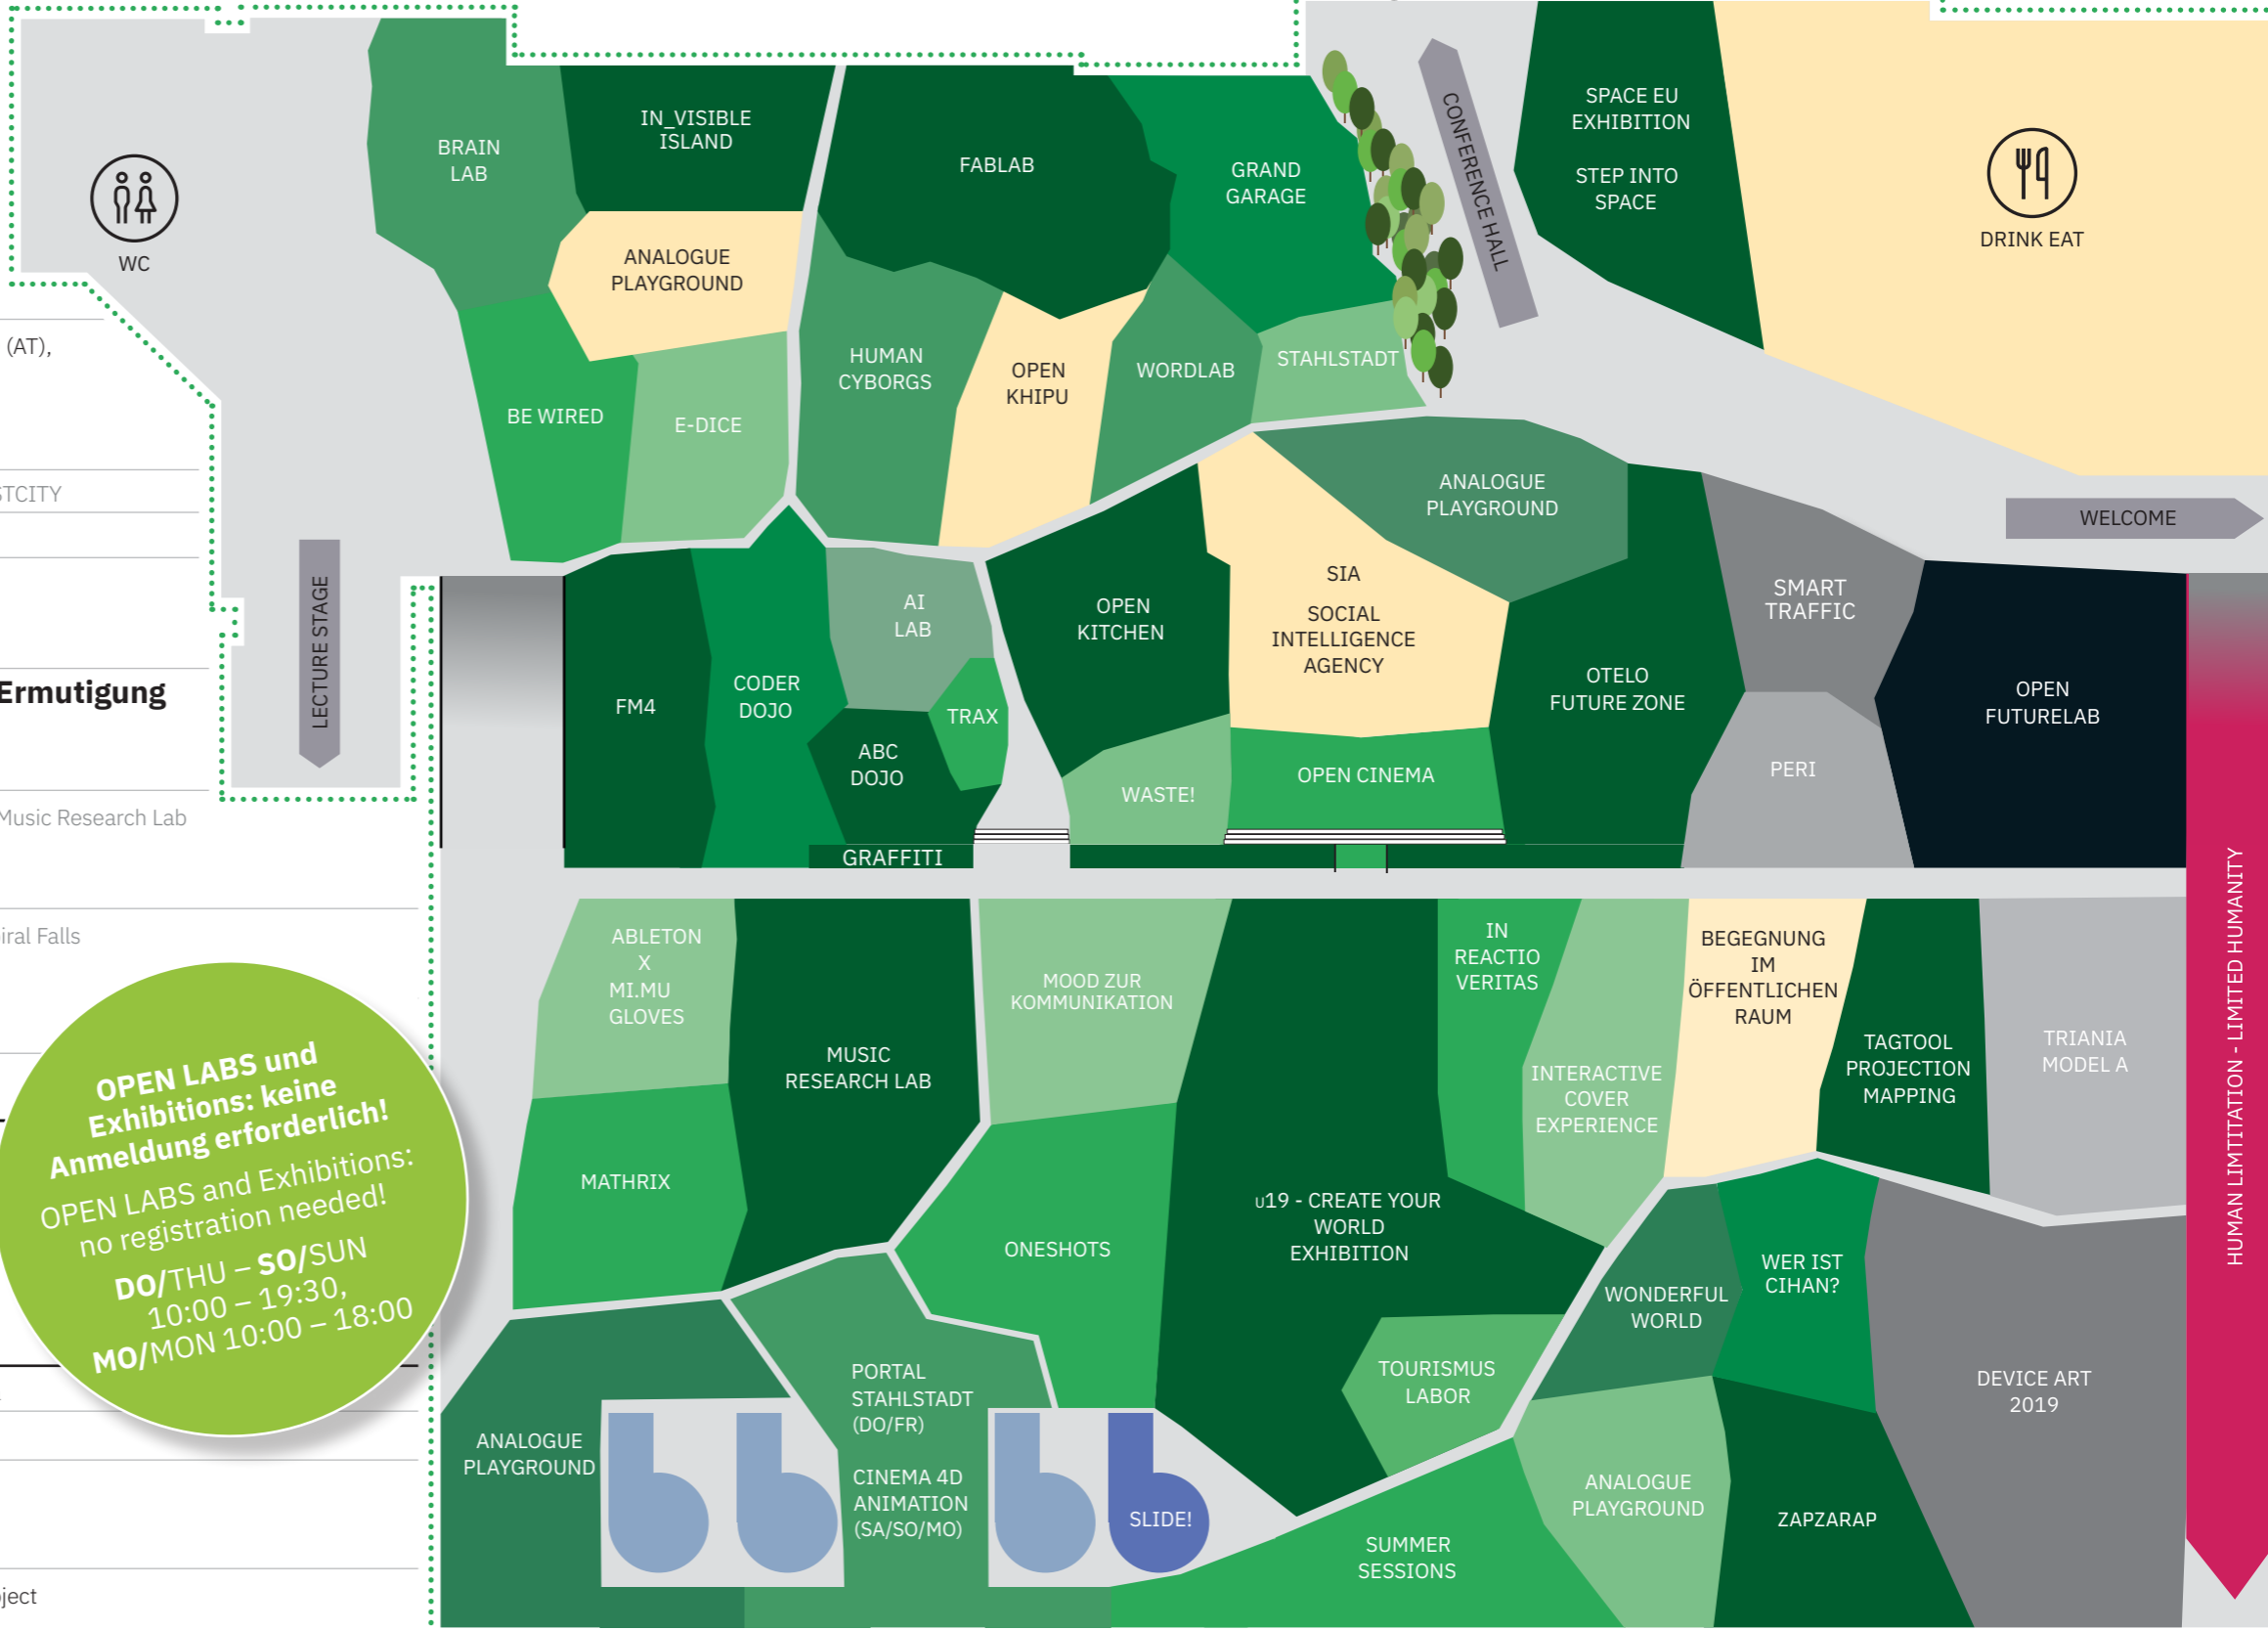 WC
BRAIN
LAB
IN_VISIBLE
ISLAND
ANALOGUE
PLAYGROUND
BE WIRED
E-DICE
FABLAB
GRAND
GARAGE
HUMAN
CYBORGS
OPEN
KHIPU
WORDLAB
STAHLSTADT
CONFERENCE HALL
SPACE EU
EXHIBITION
STEP INTO
SPACE
DRINK EAT
WELCOME
(AT),
STCITY
Ermutigung
Music Research Lab
iral Falls
ject
LECTURE STAGE
FM4
CODER
DOJO
AI
LAB
TRAX
ABC
DOJO
GRAFFITI
OPEN
KITCHEN
WASTE!
SIA
SOCIAL
INTELLIGENCE
AGENCY
OPEN CINEMA
ANALOGUE
PLAYGROUND
OTELO
FUTURE ZONE
SMART
TRAFFIC
PERI
OPEN
FUTURELAB
HUMAN LIMTITATION - LIMITED HUMANITY
OPEN LABS und
Exhibitions: keine
Anmeldung erforderlich!
OPEN LABS and Exhibitions:
no registration needed!
DO/THU – SO/SUN
10:00 – 19:30,
MO/MON 10:00 – 18:00
ABLETON
X
MI.MU
GLOVES
MATHRIX
MUSIC
RESEARCH LAB
MOOD ZUR
KOMMUNIKATION
ONESHOTS
U19 - CREATE YOUR
WORLD
EXHIBITION
IN
REACTIO
VERITAS
INTERACTIVE
COVER
EXPERIENCE
BEGEGNUNG
IM
ÖFFENTLICHEN
RAUM
TAGTOOL
PROJECTION
MAPPING
TRIANIA
MODEL A
TOURISMUS
LABOR
WONDERFUL
WORLD
WER IST
CIHAN?
DEVICE ART
2019
ANALOGUE
PLAYGROUND
PORTAL
STAHLSTADT
(DO/FR)
CINEMA 4D
ANIMATION
(SA/SO/MO)
SLIDE!
SUMMER
SESSIONS
ANALOGUE
PLAYGROUND
ZAPZARAP